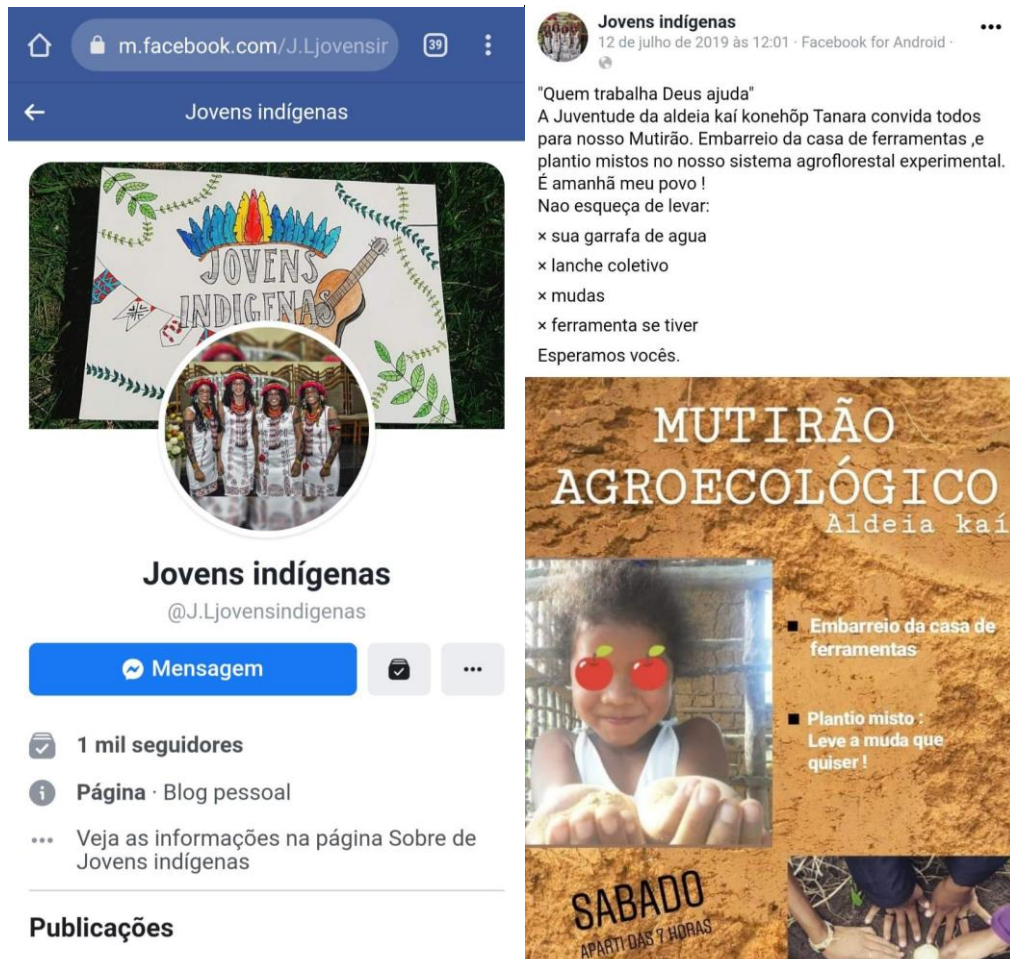 m.facebook.com/J.Ljovensir
39
Jovens indígenas
JOVENS
INDIGENAS
Jovens indígenas
@J.Ljovensindigenas
Mensagem
1 mil seguidores
Página · Blog pessoal
Veja as informações na página Sobre de
Jovens indígenas
Publicações
Jovens indígenas
12 de julho de 2019 às 12:01 · Facebook for Android ·
"Quem trabalha Deus ajuda"
A Juventude da aldeia kaí konehõp Tanara convida todos
para nosso Mutirão. Embarreio da casa de ferramentas ,e
plantio mistos no nosso sistema agroflorestal experimental.
É amanhã meu povo !
Nao esqueça de levar:
× sua garrafa de agua
× lanche coletivo
× mudas
× ferramenta se tiver
Esperamos vocês.
MUTIRÃO
AGROECOLÓGICO
Aldeia kaí
Embarreio da casa de
ferramentas
Plantio misto :
Leve a muda que
quiser !
SABADO
APARTI DAS 7 HORAS